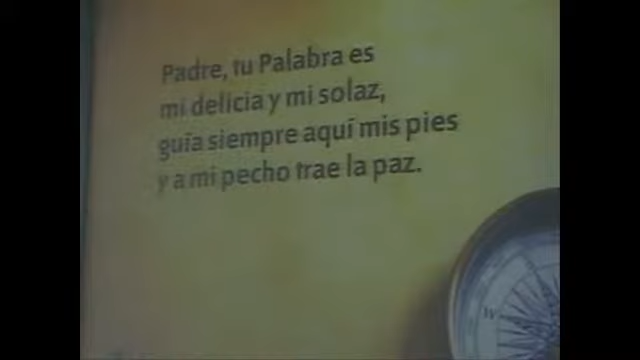 Padre, tu Palabra es
mi delicia y mi solaz,
guía siempre aquí mis pies
y a mi pecho trae la paz.
W